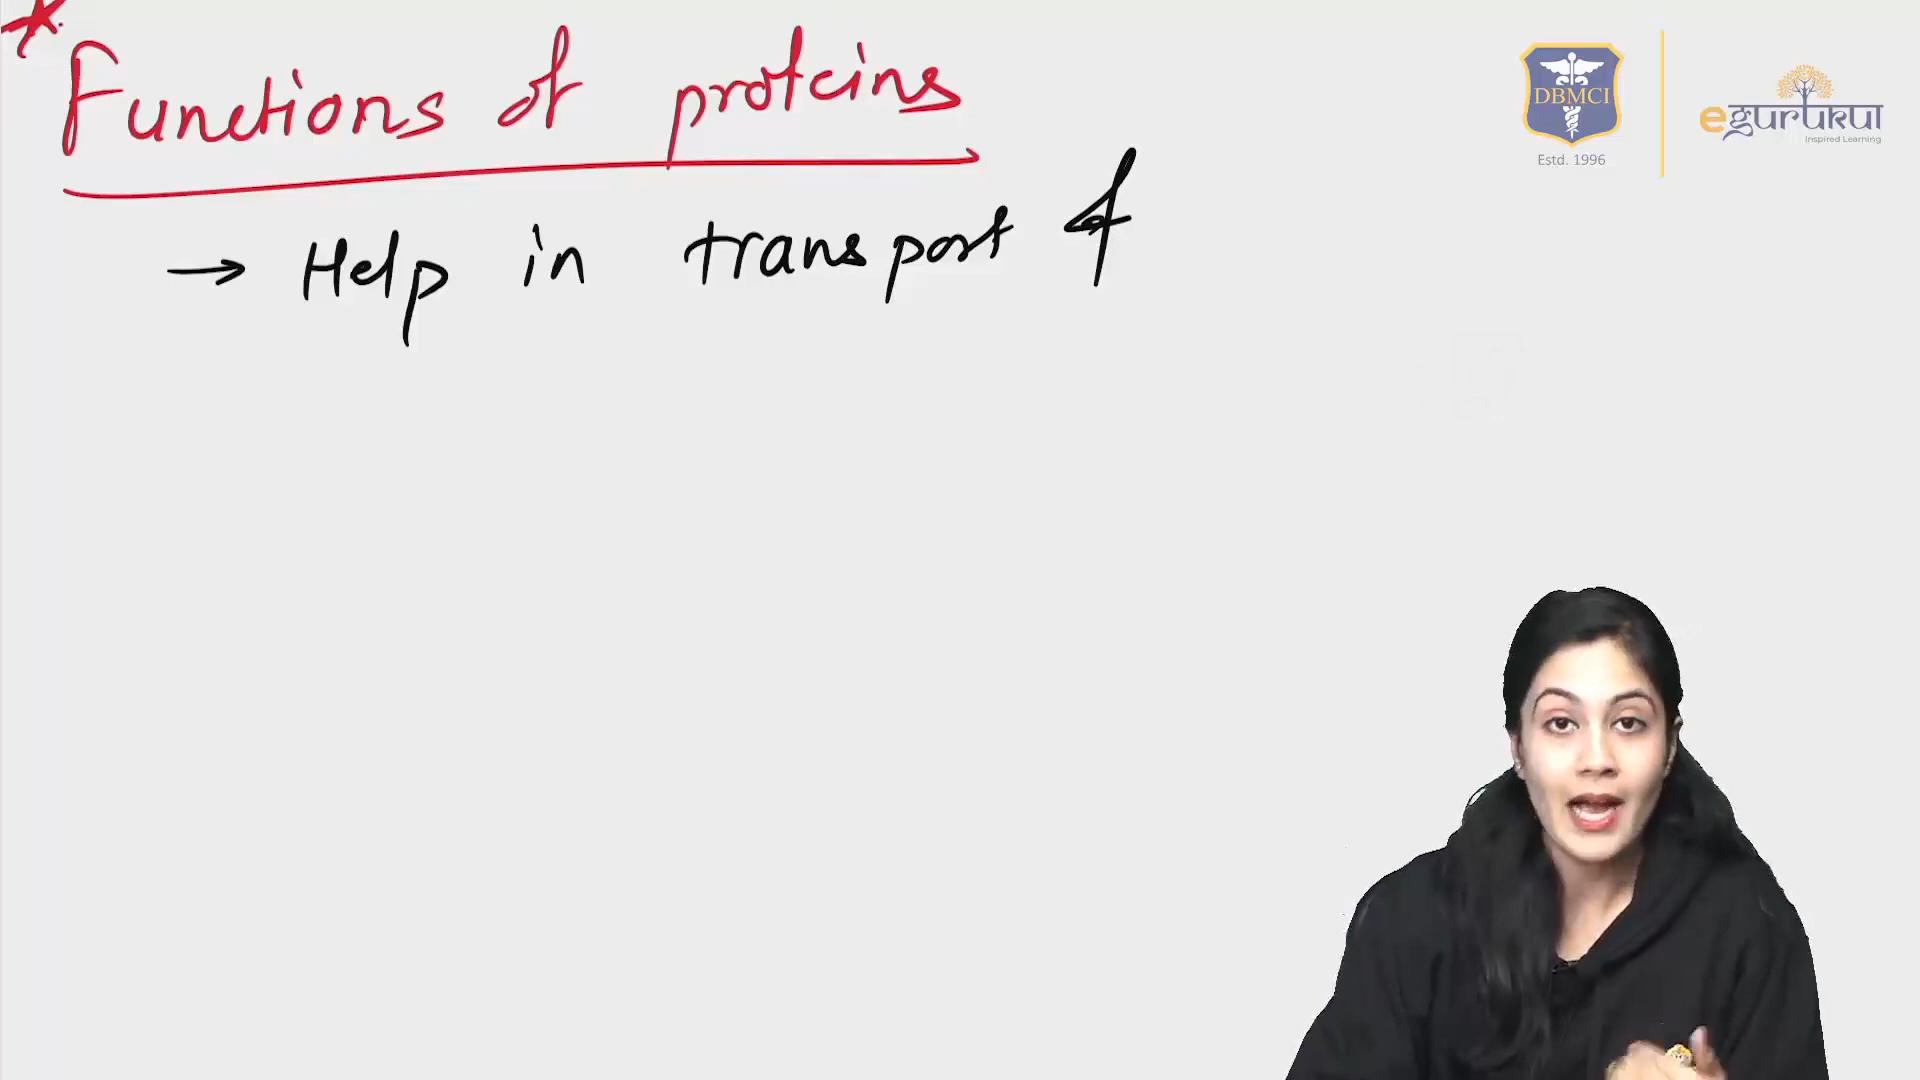 * Functions of proteins
→ Help in transport of
DBMCI
Estd. 1996
egurukul
Inspired Learning